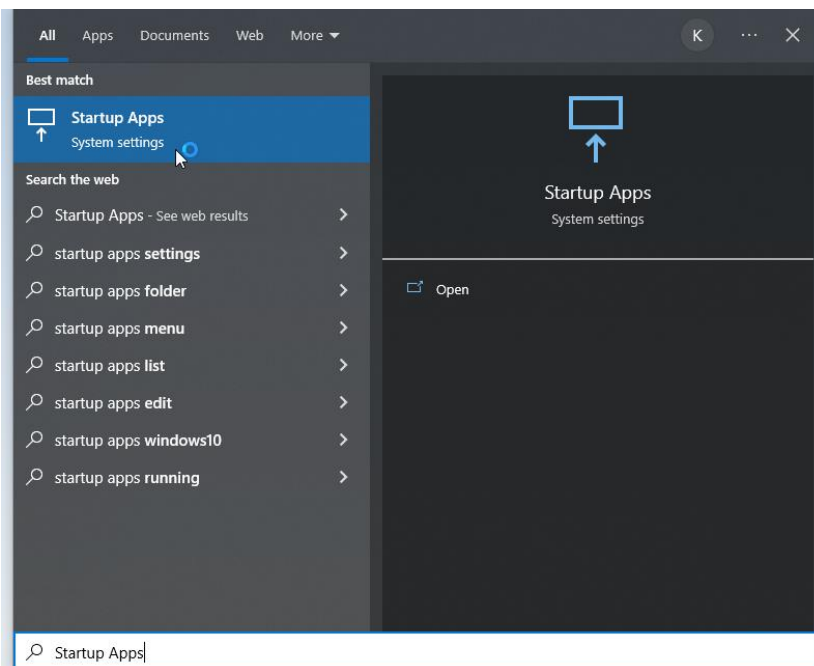 All Apps Documents Web More K ...
Best match
Startup Apps
System settings
Search the web
Startup Apps - See web results
startup apps settings
startup apps folder
startup apps menu
startup apps list
startup apps edit
startup apps windows10
startup apps running
Startup Apps
System settings
Open
Startup Apps